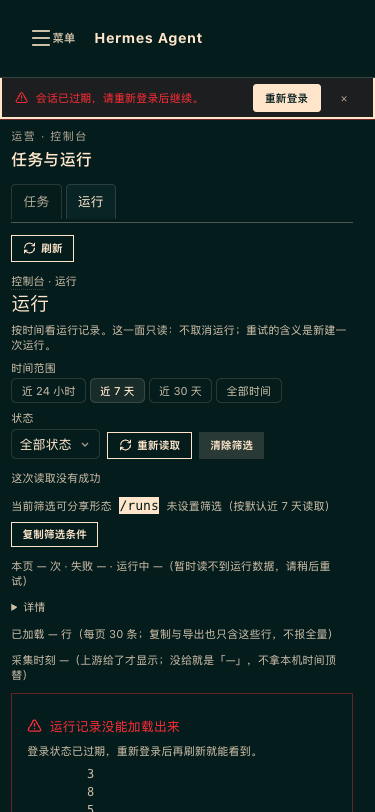 菜单
Hermes Agent
会话已过期，请重新登录后继续。
重新登录
×
运营 · 控制台
任务与运行
任务
运行
刷新
控制台 · 运行
运行
按时间看运行记录。这一面只读：不取消运行；重试的含义是新建一
次运行。
时间范围
近 24 小时
近 7 天
近 30 天
全部时间
状态
全部状态
重新读取
清除筛选
这次读取没有成功
当前筛选可分享形态 /runs 未设置筛选（按默认近 7 天读取）
复制筛选条件
本页 — 次 · 失败 — · 运行中 —（暂时读不到运行数据，请稍后重
试）
▶ 详情
已加载 — 行（每页 30 条；复制与导出也只含这些行，不报全量）
采集时刻 —（上游给了才显示；没给就是「—」，不拿本机时间顶
替）
运行记录没能加载出来
登录状态已过期，重新登录后再刷新就能看到。
3
8
5